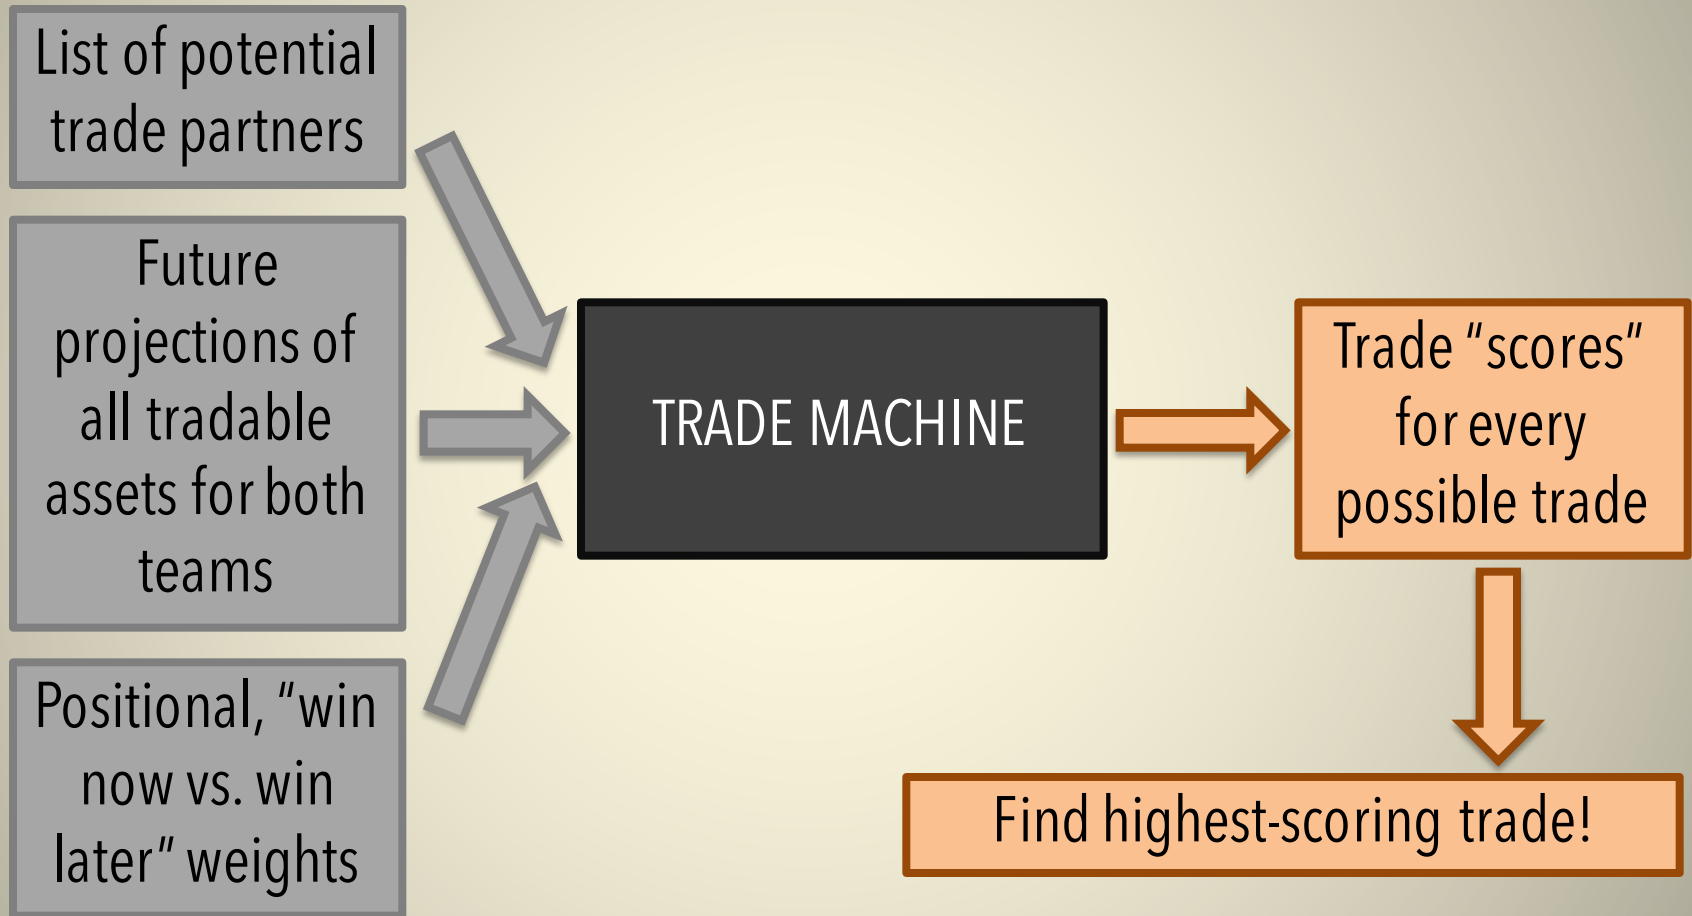 List of potential
trade partners
Future
projections of
all tradable
assets for both
teams
Positional, “win
now vs. win
later” weights
TRADE MACHINE
Trade “scores“
for every
possible trade
Find highest-scoring trade!